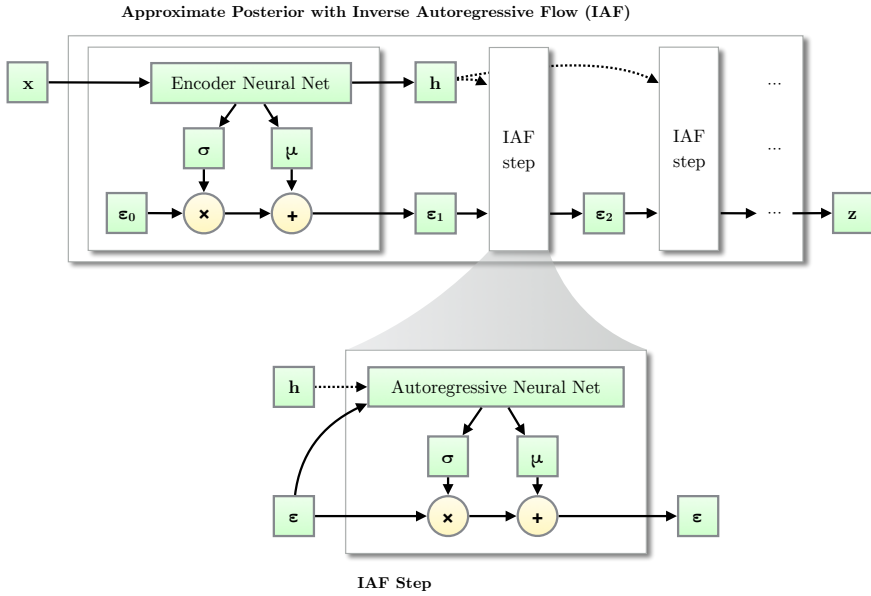 Approximate Posterior with Inverse Autoregressive Flow (IAF)
x
Encoder Neural Net
h
...
σ
μ
IAF
step
IAF
step
...
ε0
×
+
ε1
ε2
...
z
h
Autoregressive Neural Net
σ
μ
ε
×
+
ε
IAF Step